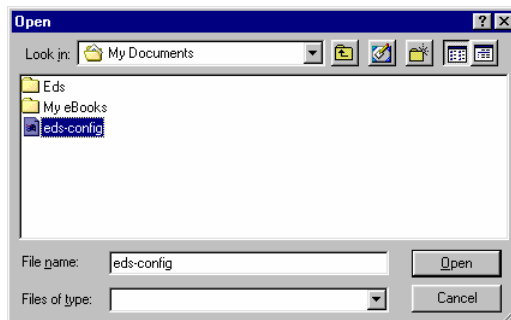 Open
Look in: My Documents
Eds
My eBooks
eds-config
File name: eds-config Open
Files of type: Cancel